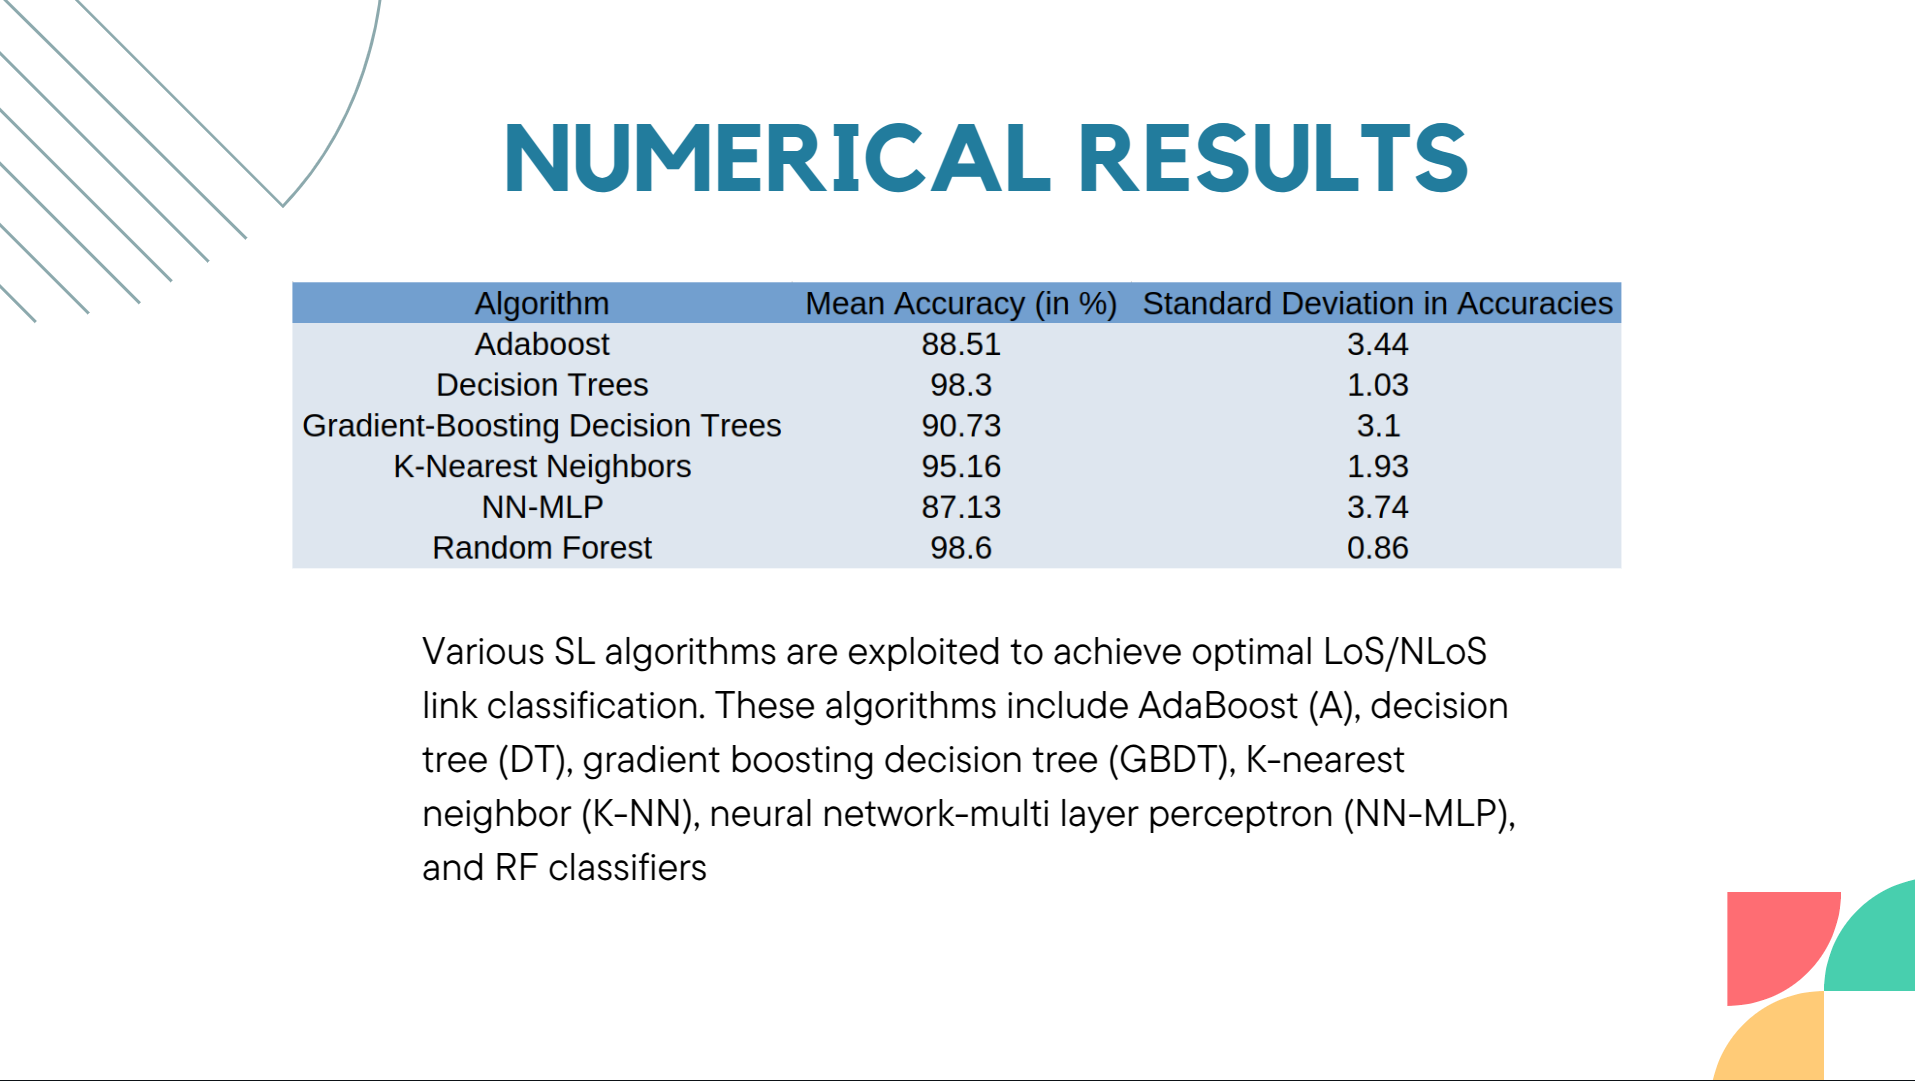 NUMERICAL RESULTS
Algorithm Mean Accuracy (in %) Standard Deviation in Accuracies
Adaboost 88.51 3.44
Decision Trees 98.3 1.03
Gradient-Boosting Decision Trees 90.73 3.1
K-Nearest Neighbors 95.16 1.93
NN-MLP 87.13 3.74
Random Forest 98.6 0.86
Various SL algorithms are exploited to achieve optimal LoS/NLoS
link classification. These algorithms include AdaBoost (A), decision
tree (DT), gradient boosting decision tree (GBDT), K-nearest
neighbor (K-NN), neural network-multi layer perceptron (NN-MLP),
and RF classifiers